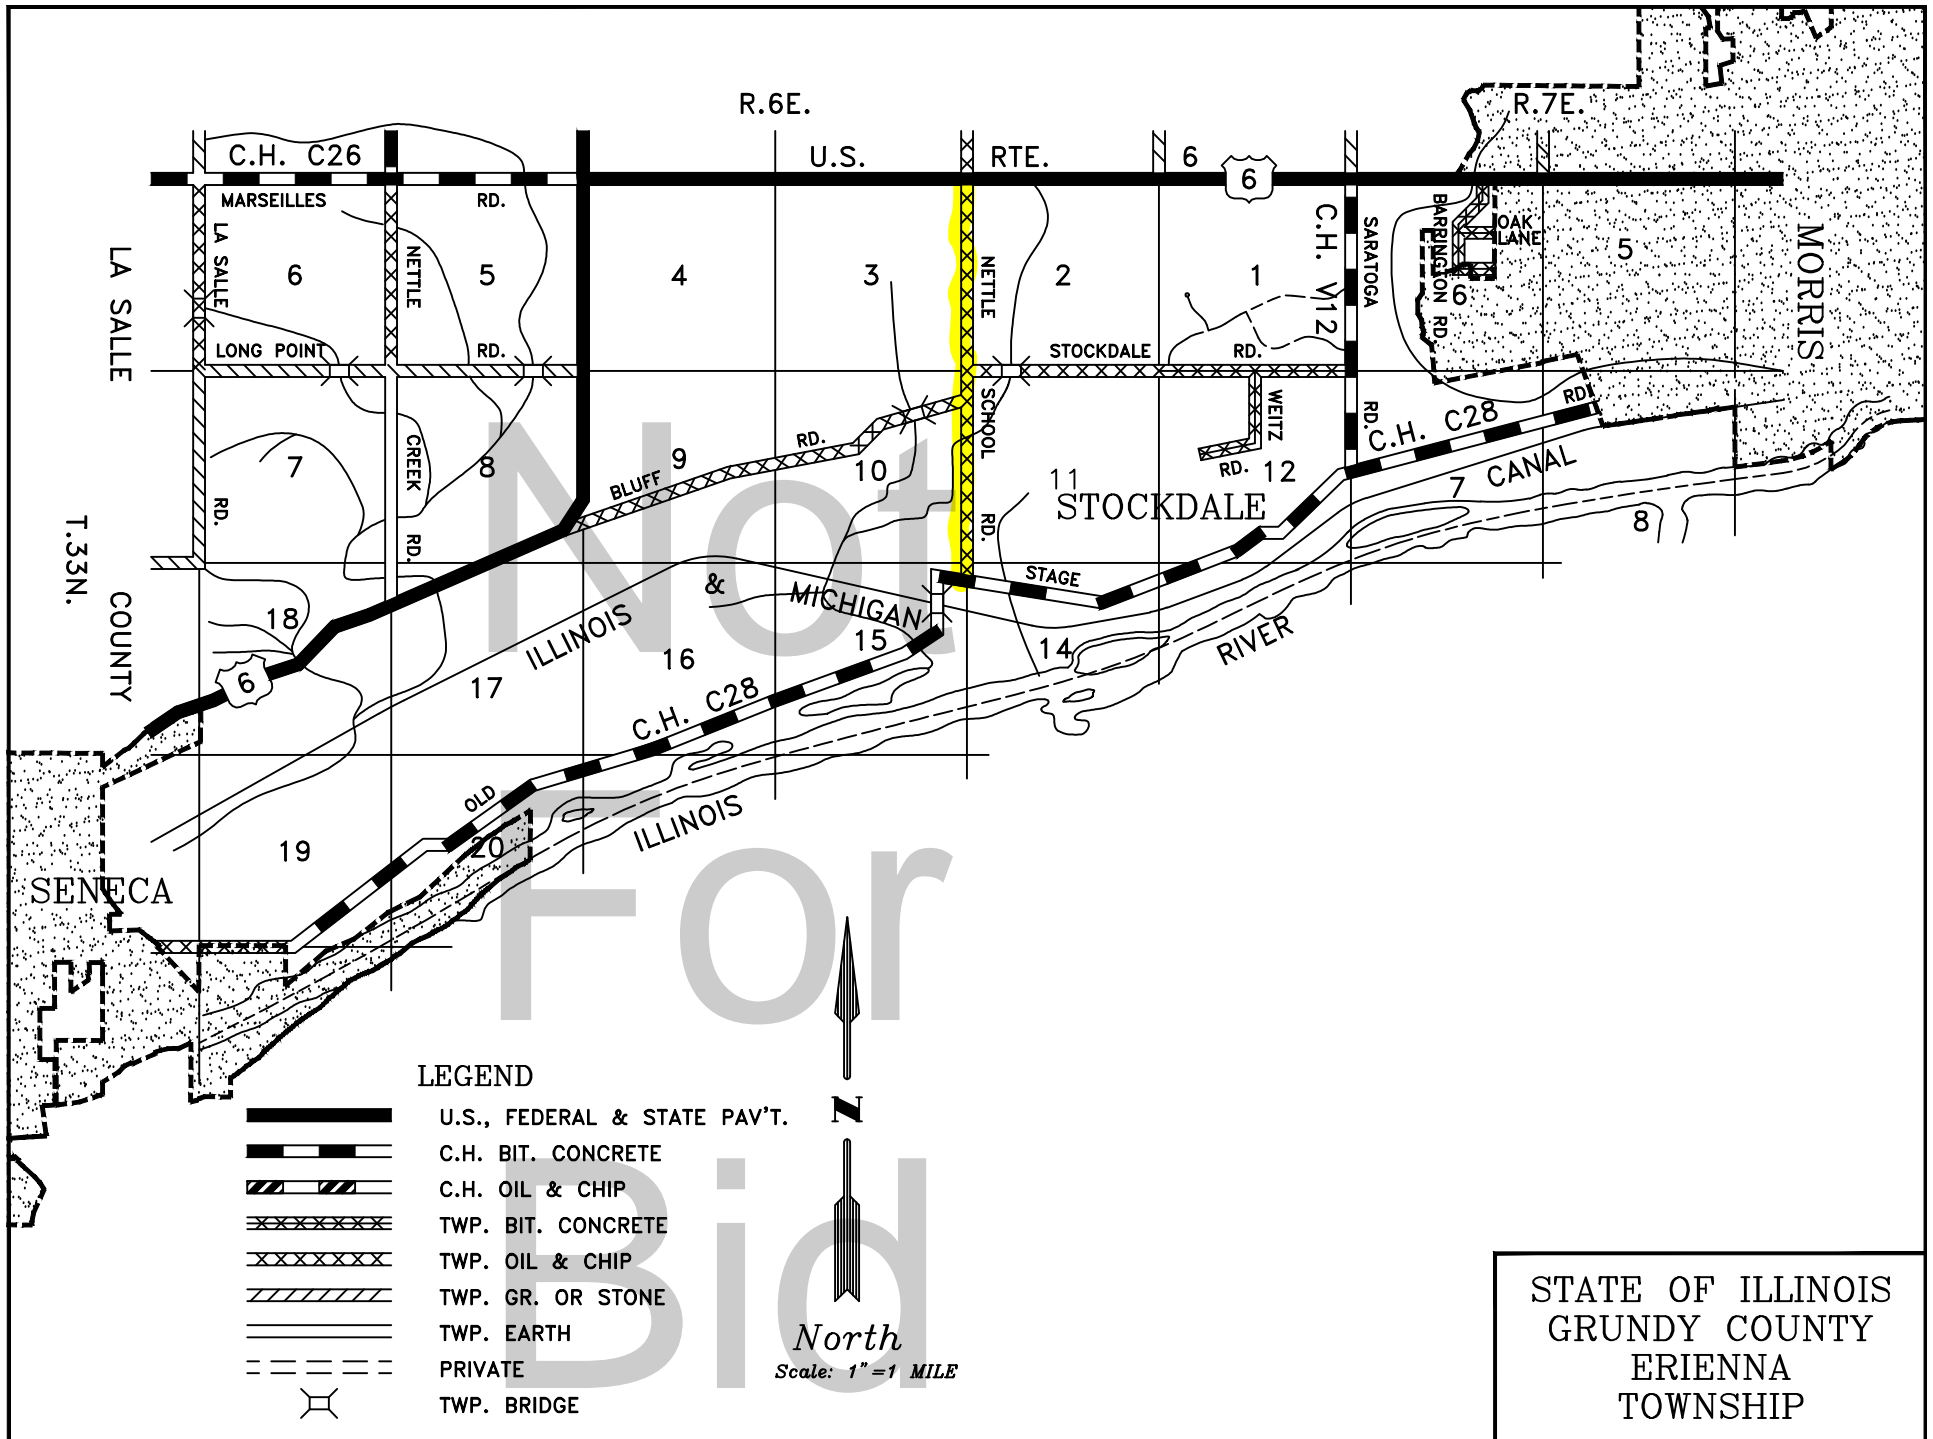 R.6E.
R.7E.
C.H. C26
U.S. RTE. 6
6
MARSEILLES RD.
LA SALLE
NETTLE
NETTLE
C.H. V12
SARATOGA
BARRINGTON RD
OAK
LANE
MORRIS
LA SALLE
6
5
4
3
2
1
6
5
LONG POINT RD.
STOCKDALE RD.
SCHOOL
WEITZ
RD.
RD.
RD.
C.H. C28
CANAL
7
CREEK
8
9
RD.
10
11
12
7
8
BLUFF
RD.
STOCKDALE
T.33N.
RD.
RD.
RD.
STAGE
&
MICHIGAN
ILLINOIS
COUNTY
18
17
16
15
14
RIVER
6
C.H. C28
OLD
ILLINOIS
19
20
SENECA
Not
For
Bid
LEGEND
U.S., FEDERAL & STATE PAV'T.
C.H. BIT. CONCRETE
C.H. OIL & CHIP
TWP. BIT. CONCRETE
TWP. OIL & CHIP
TWP. GR. OR STONE
TWP. EARTH
PRIVATE
TWP. BRIDGE
N
North
Scale: 1"=1 MILE
STATE OF ILLINOIS
GRUNDY COUNTY
ERIENNA
TOWNSHIP